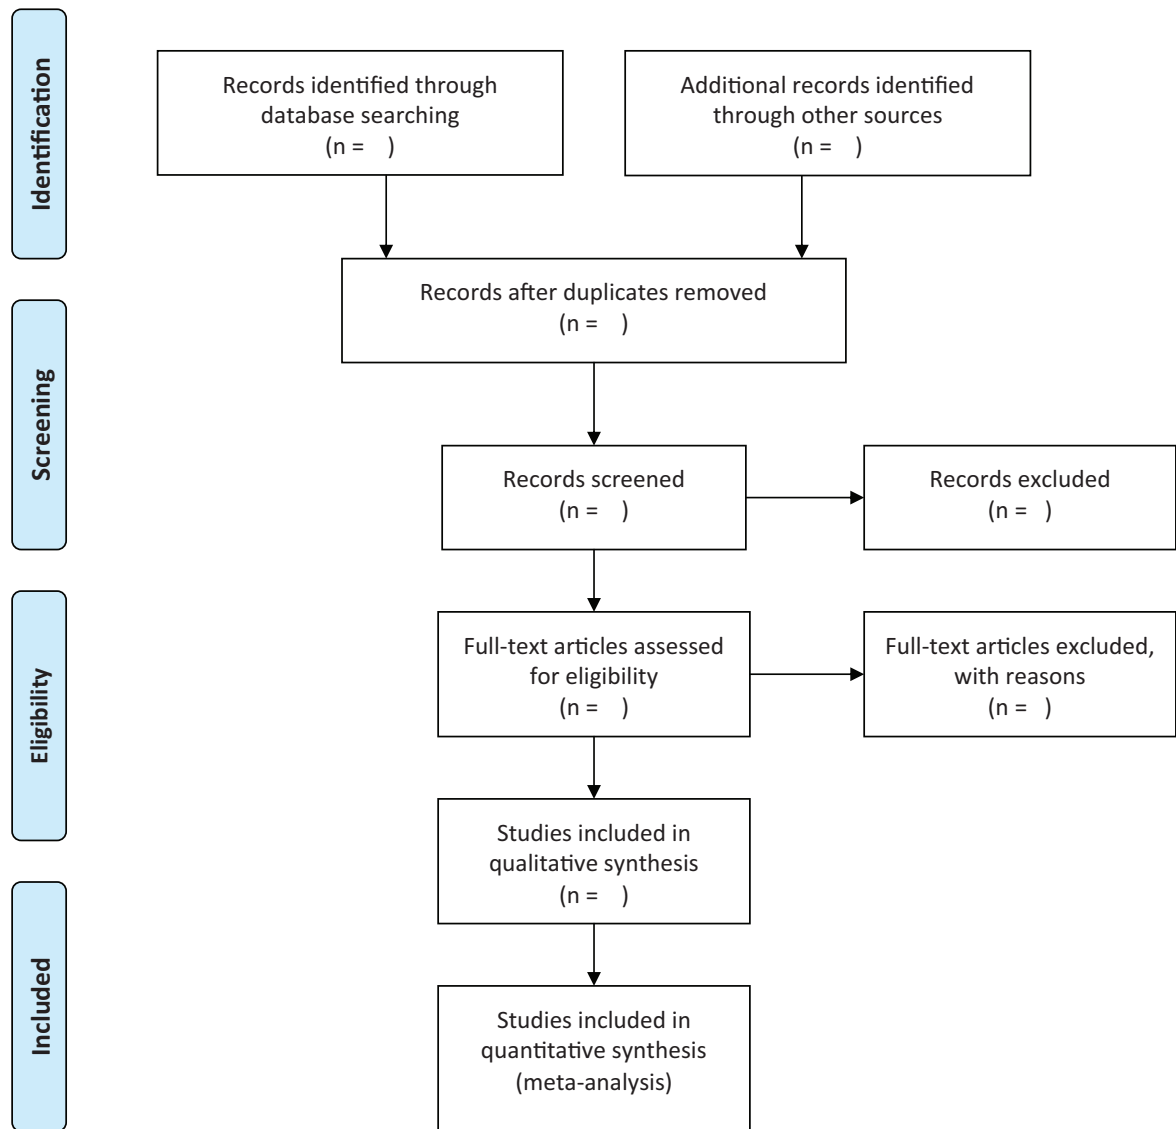 Identification
Records identified through
database searching
(n =    )
Additional records identified
through other sources
(n =    )
Records after duplicates removed
(n =    )
Screening
Records screened
(n =    )
Records excluded
(n =    )
Eligibility
Full-text articles assessed
for eligibility
(n =    )
Full-text articles excluded,
with reasons
(n =    )
Studies included in
qualitative synthesis
(n =    )
Included
Studies included in
quantitative synthesis
(meta-analysis)